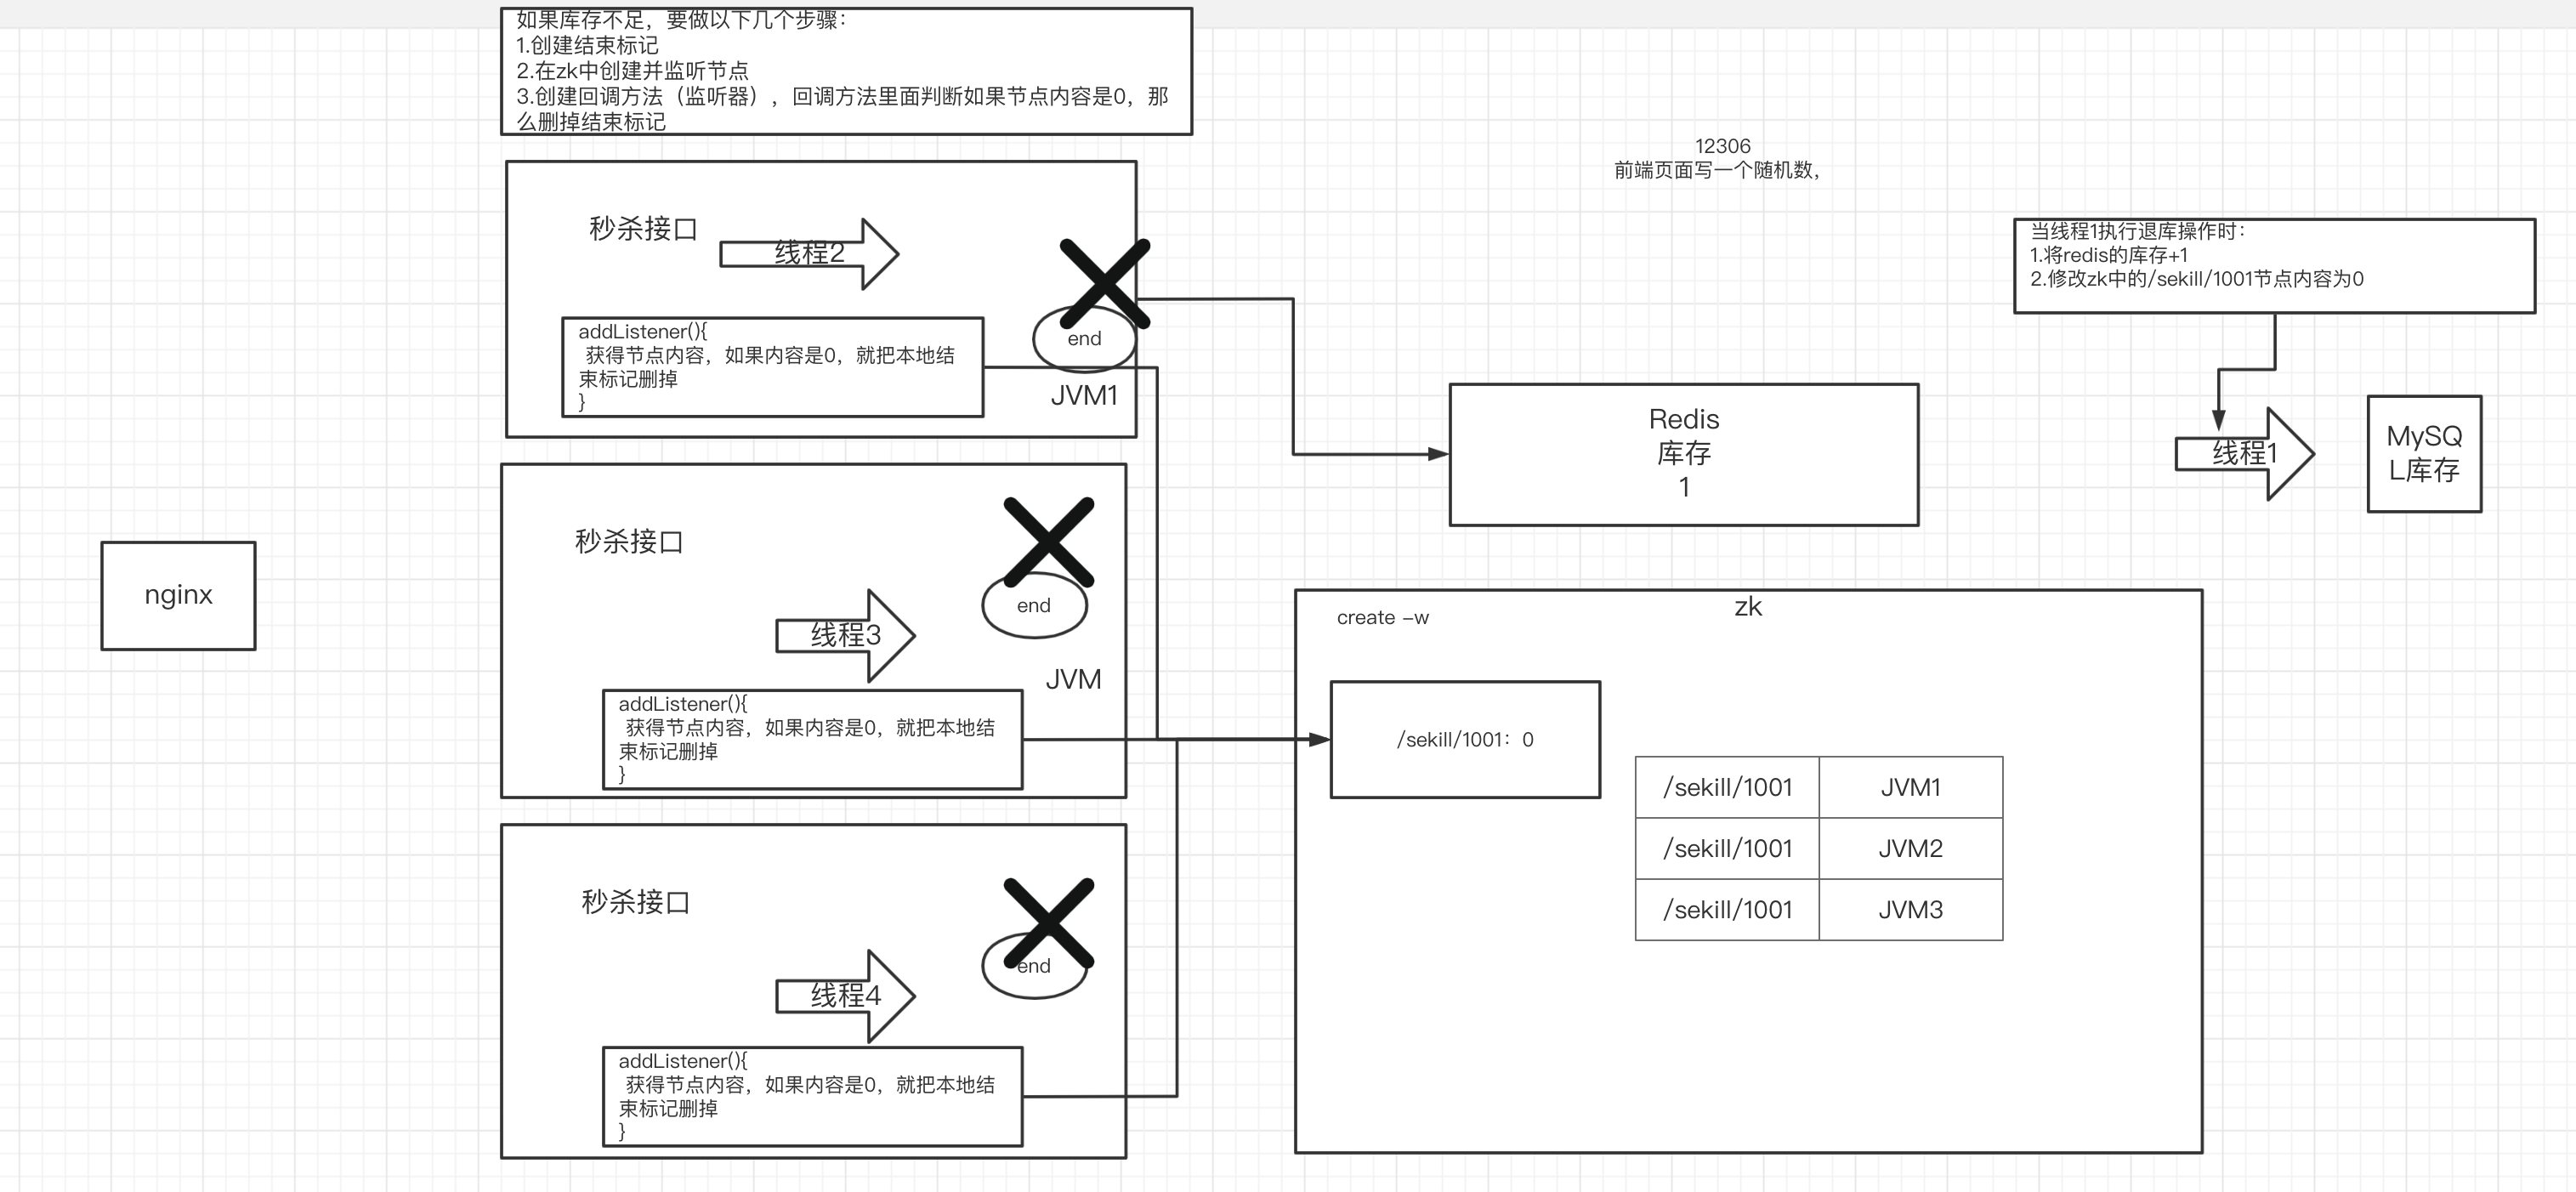 如果库存不足，要做以下几个步骤：
1.创建结束标记
2.在zk中创建并监听节点
3.创建回调方法（监听器），回调方法里面判断如果节点内容是0，那
么删掉结束标记
12306
前端页面写一个随机数，
秒杀接口
线程2
end
addListener(){
获得节点内容，如果内容是0，就把本地结
束标记删掉
}
JVM1
当线程1执行退库操作时：
1.将redis的库存+1
2.修改zk中的/sekill/1001节点内容为0
Redis
库存
1
线程1
MySQ
L库存
nginx
秒杀接口
end
线程3
JVM
addListener(){
获得节点内容，如果内容是0，就把本地结
束标记删掉
}
zk
create -w
/sekill/1001：0
/sekill/1001 JVM1
/sekill/1001 JVM2
/sekill/1001 JVM3
秒杀接口
end
线程4
addListener(){
获得节点内容，如果内容是0，就把本地结
束标记删掉
}